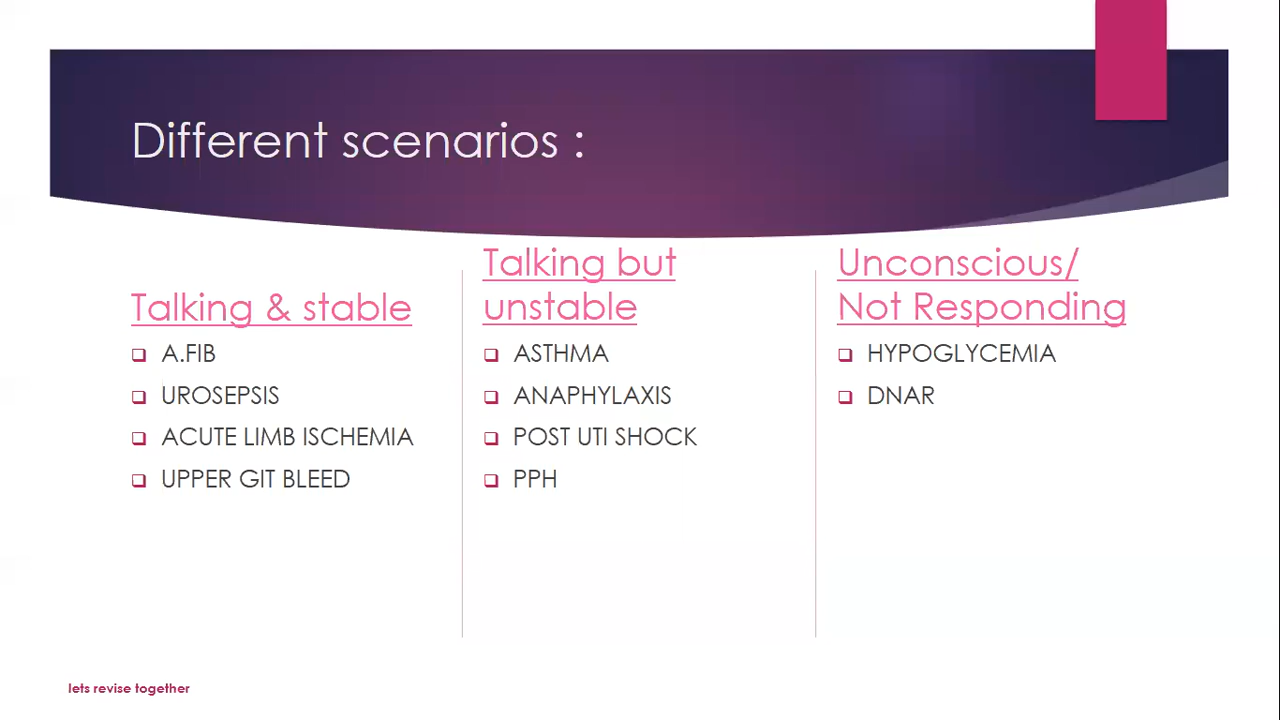 Different scenarios :
Talking & stable
A.FIB
UROSEPSIS
ACUTE LIMB ISCHEMIA
UPPER GIT BLEED
Talking but
unstable
ASTHMA
ANAPHYLAXIS
POST UTI SHOCK
PPH
Unconscious/
Not Responding
HYPOGLYCEMIA
DNAR
lets revise together